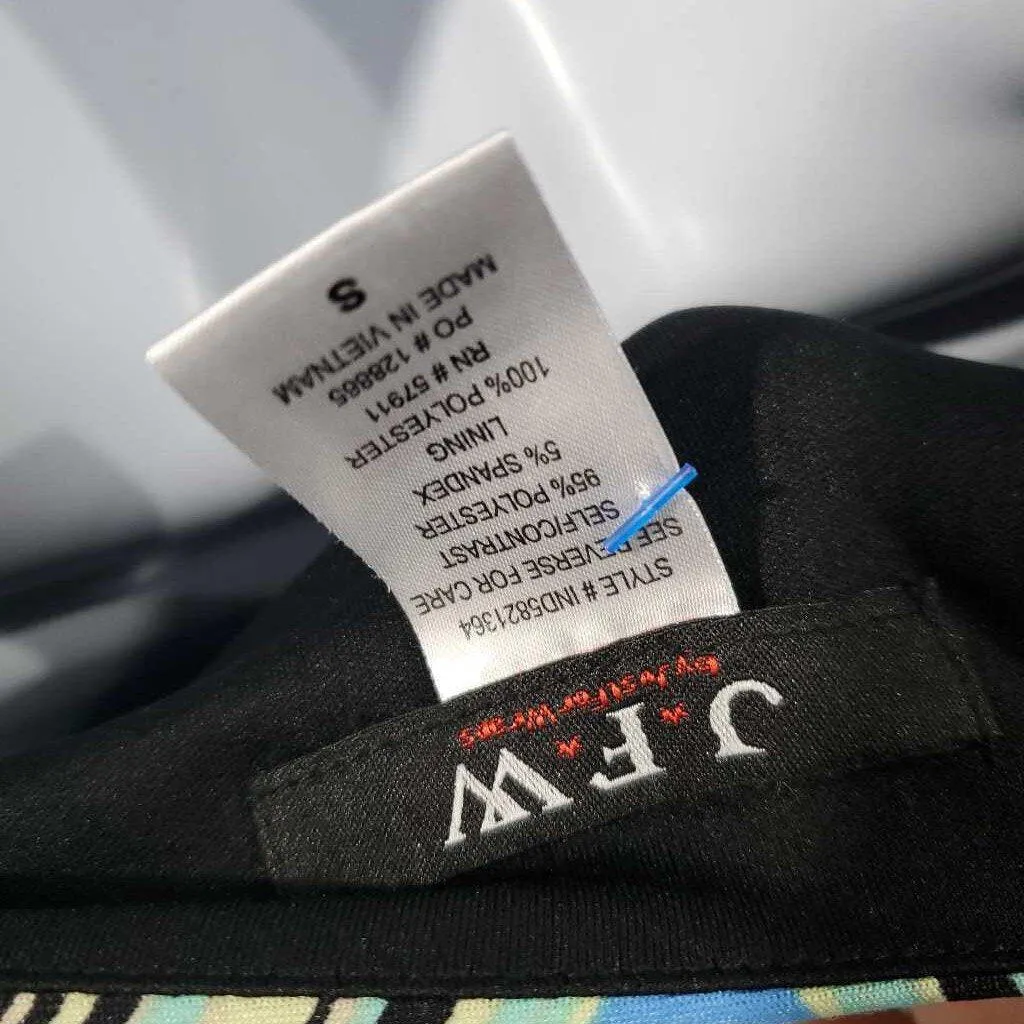 J*F*W
by Just For Wraps
STYLE # IND5821364
SEE REVERSE FOR CARE
SELF/CONTRAST
95% POLYESTER
5% SPANDEX
LINING
100% POLYESTER
RN # 57911
PO # 128865
MADE IN VIETNAM
S